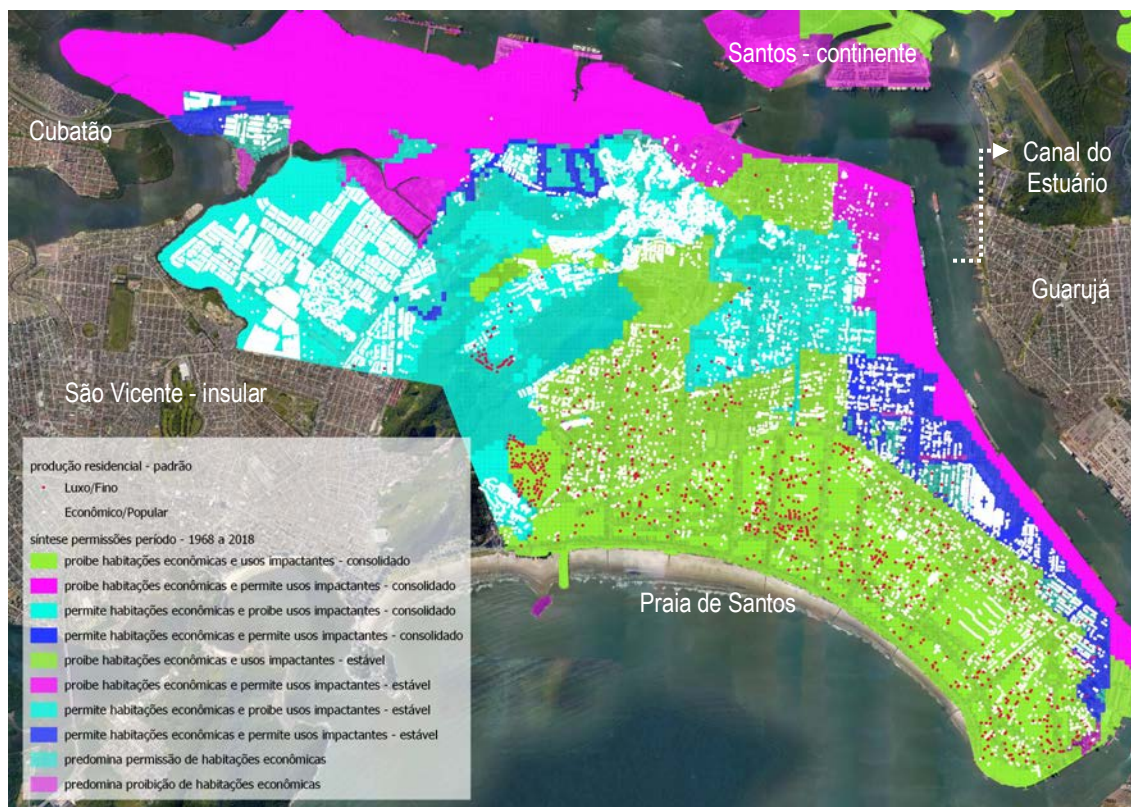 Santos - continente
Cubatão
Canal do
Estuário
Guarujá
São Vicente - insular
Praia de Santos
produção residencial - padrão
Luxo/Fino
Econômico/Popular
síntese permissões período - 1968 a 2018
proibe habitações econômicas e usos impactantes - consolidado
proibe habitações econômicas e permite usos impactantes - consolidado
permite habitações econômicas e proibe usos impactantes - consolidado
permite habitações econômicas e permite usos impactantes - consolidado
proibe habitações econômicas e usos impactantes - estável
proibe habitações econômicas e permite usos impactantes - estável
permite habitações econômicas e proibe usos impactantes - estável
permite habitações econômicas e permite usos impactantes - estável
predomina permissão de habitações econômicas
predomina proibição de habitações econômicas